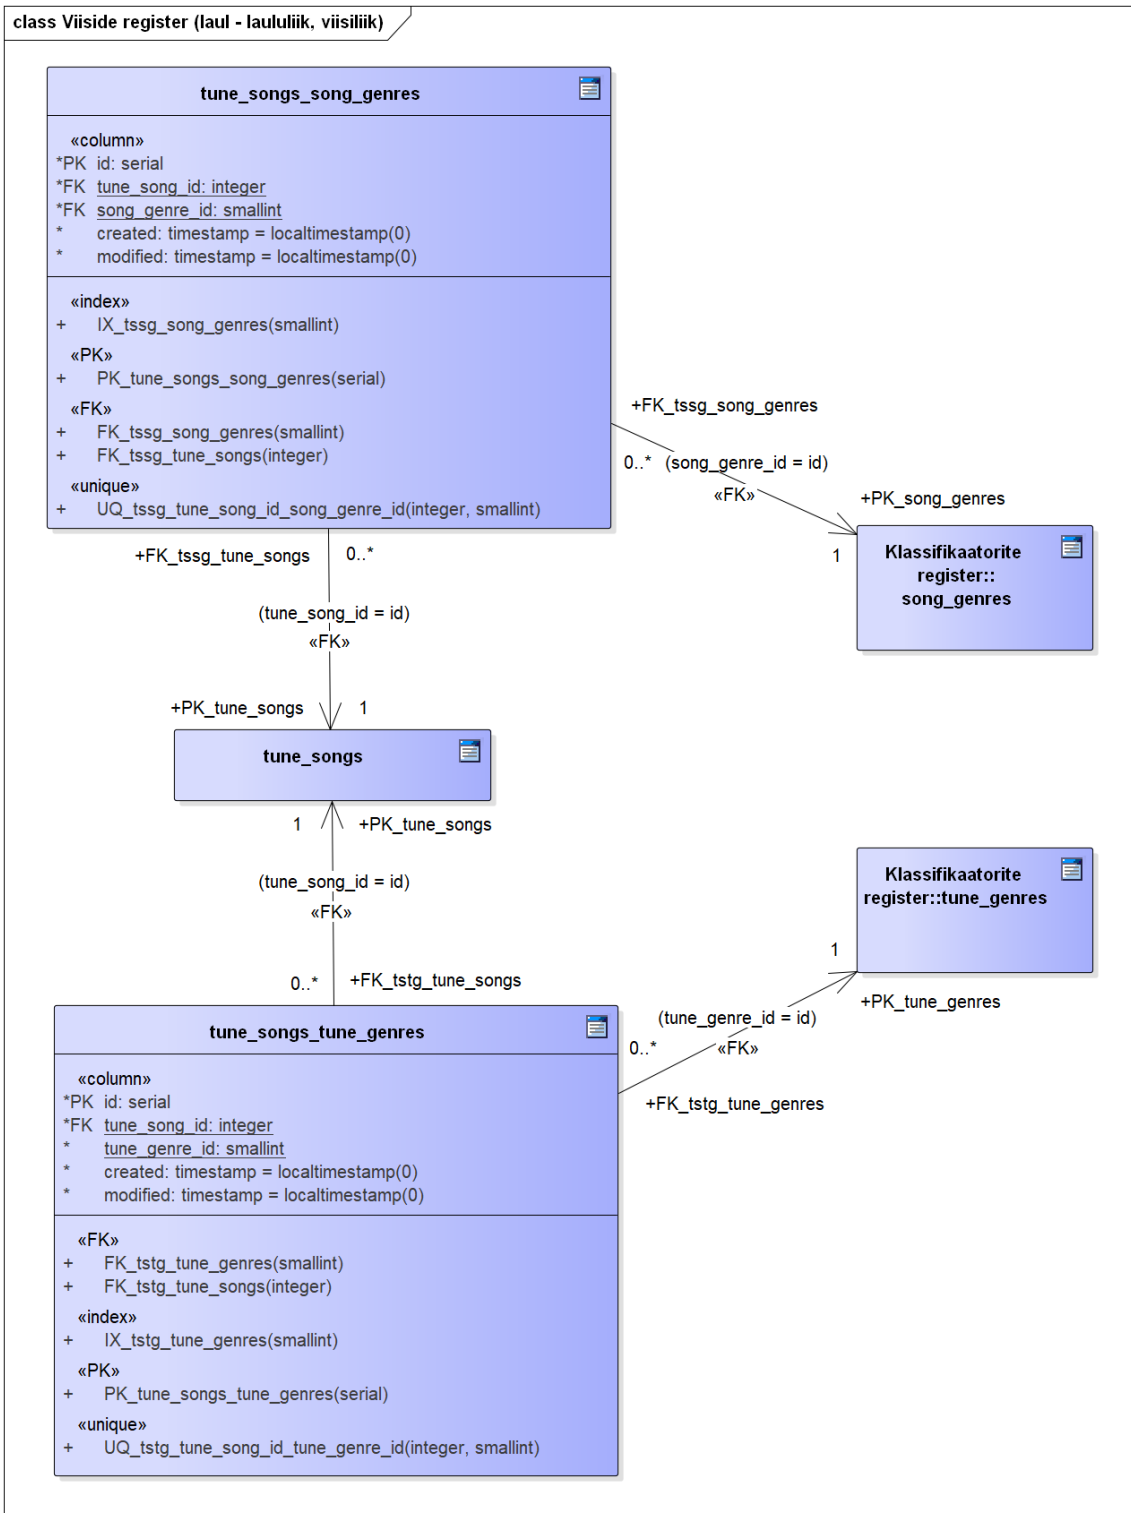 class Viiside register (laul - laululiik, viisiliik)
tune_songs_song_genres
«column»
*PK id: serial
*FK tune_song_id: integer
*FK song_genre_id: smallint
* created: timestamp = localtimestamp(0)
* modified: timestamp = localtimestamp(0)
«index»
+ IX_tssg_song_genres(smallint)
«PK»
+ PK_tune_songs_song_genres(serial)
«FK»
+ FK_tssg_song_genres(smallint)
+ FK_tssg_tune_songs(integer)
«unique»
+ UQ_tssg_tune_song_id_song_genre_id(integer, smallint)
+FK_tssg_song_genres
0..* (song_genre_id = id)
«FK»
+PK_song_genres
1
Klassifikaatorite
register::
song_genres
+FK_tssg_tune_songs 0..*
(tune_song_id = id)
«FK»
+PK_tune_songs 1
tune_songs
1 +PK_tune_songs
(tune_song_id = id)
«FK»
0..* +FK_tstg_tune_songs
Klassifikaatorite
register::tune_genres
1
+PK_tune_genres
(tune_genre_id = id)
0..* «FK»
+FK_tstg_tune_genres
tune_songs_tune_genres
«column»
*PK id: serial
*FK tune_song_id: integer
* tune_genre_id: smallint
* created: timestamp = localtimestamp(0)
* modified: timestamp = localtimestamp(0)
«FK»
+ FK_tstg_tune_genres(smallint)
+ FK_tstg_tune_songs(integer)
«index»
+ IX_tstg_tune_genres(smallint)
«PK»
+ PK_tune_songs_tune_genres(serial)
«unique»
+ UQ_tstg_tune_song_id_tune_genre_id(integer, smallint)